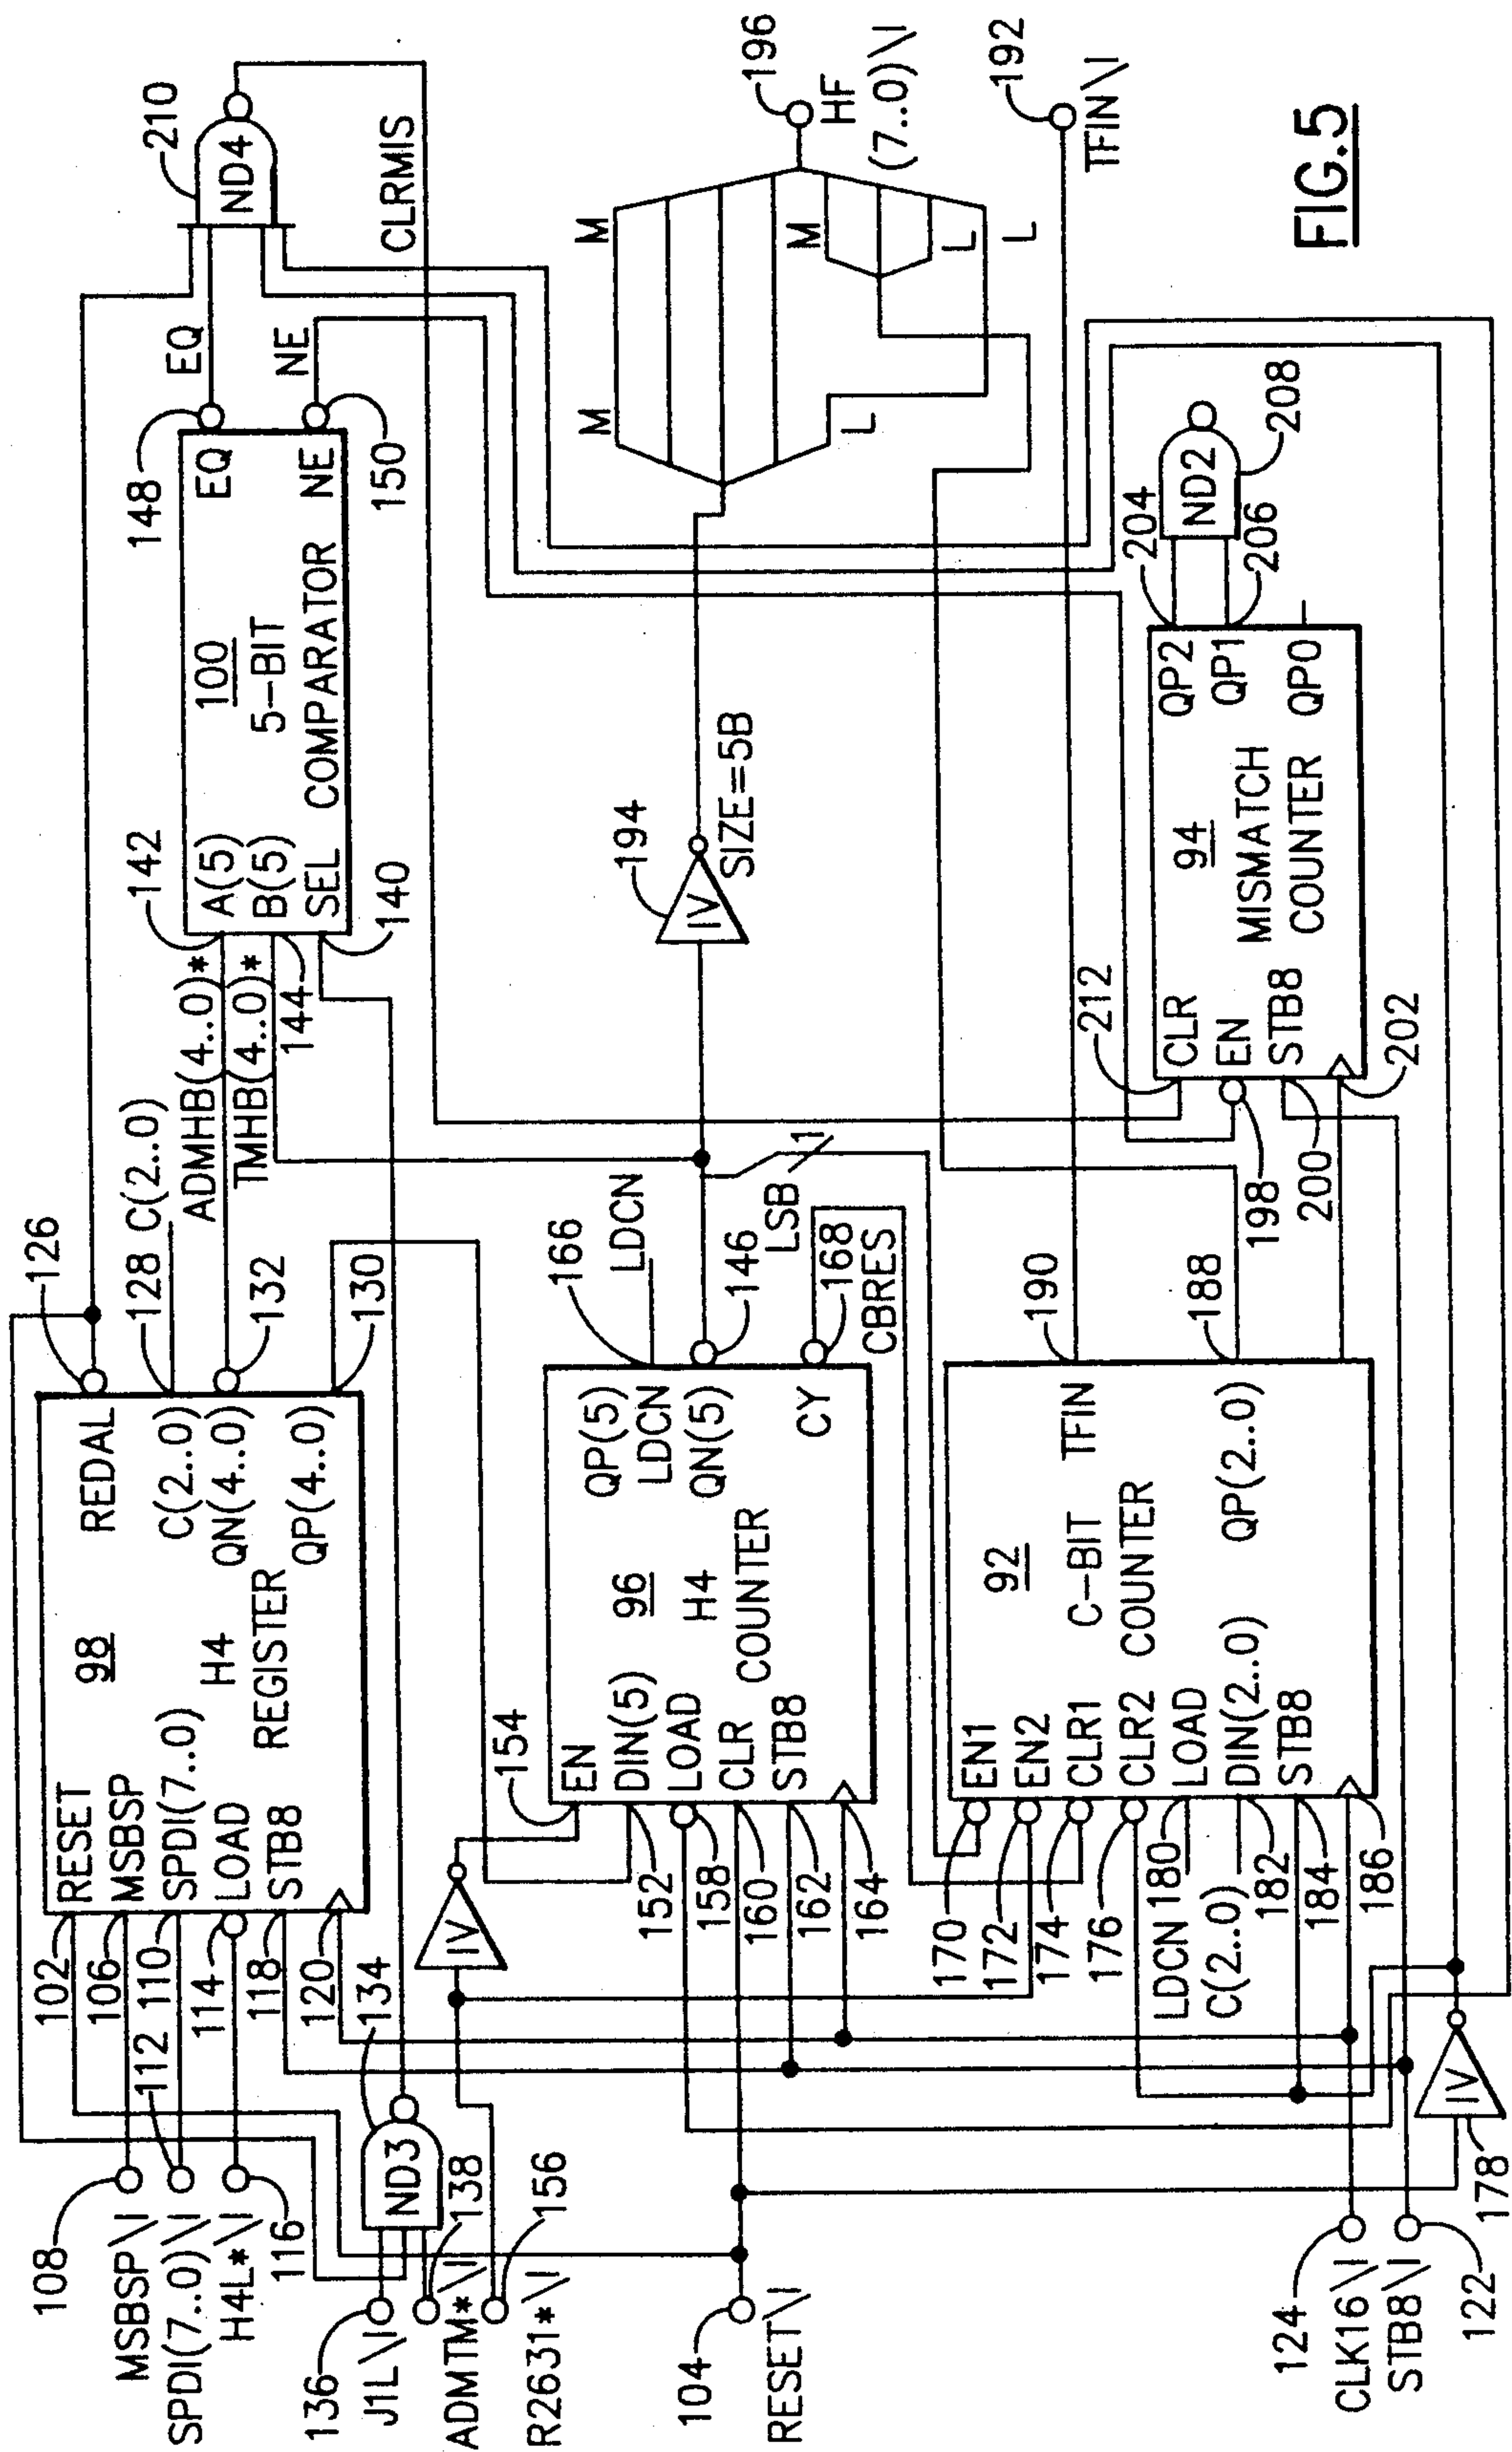 108
MSBSP\I
112
SPDI(7..0)\I
H4L*\I
116
136
J1L\I
ADMTM*\I
138
R2631*\I
156
104
RESET\I
124
CLK16\I
STB8\I
122
102
106
110
114
118
120
134
ND3
IV
RESET
MSBSP
SPDI(7..0)
LOAD
STB8
98
H4
REGISTER
REDAL
C(2..0)
QN(4..0)
QP(4..0)
126
128 C(2..0)
132
130
ADMHB(4..0)*
TMHB(4..0)*
142
144
140
A(5)
B(5)
SEL
100
5-BIT
COMPARATOR
EQ
NE
148
150
EQ
NE
ND4
210
CLRMIS
154
152
158
160
162
164
EN
DIN(5)
LOAD
CLR
STB8
96
H4
COUNTER
QP(5)
LDCN
QN(5)
CY
166
LDCN
146
LSB
1
168
CBRES
194
IV
SIZE=5B
M
L
M
M
L
L
196
HF
(7..0)\I
192
TFIN\I
170
172
174
176
LDCN 180
C(2..0)
182
184
186
178
IV
EN1
EN2
CLR1
CLR2
LOAD
DIN(2..0)
STB8
92
C-BIT
COUNTER
TFIN
QP(2..0)
190
188
212
198
200
202
CLR
EN
STB8
94
MISMATCH
COUNTER
QP2
QP1
QP0
204
206
ND2
208
FIG.5